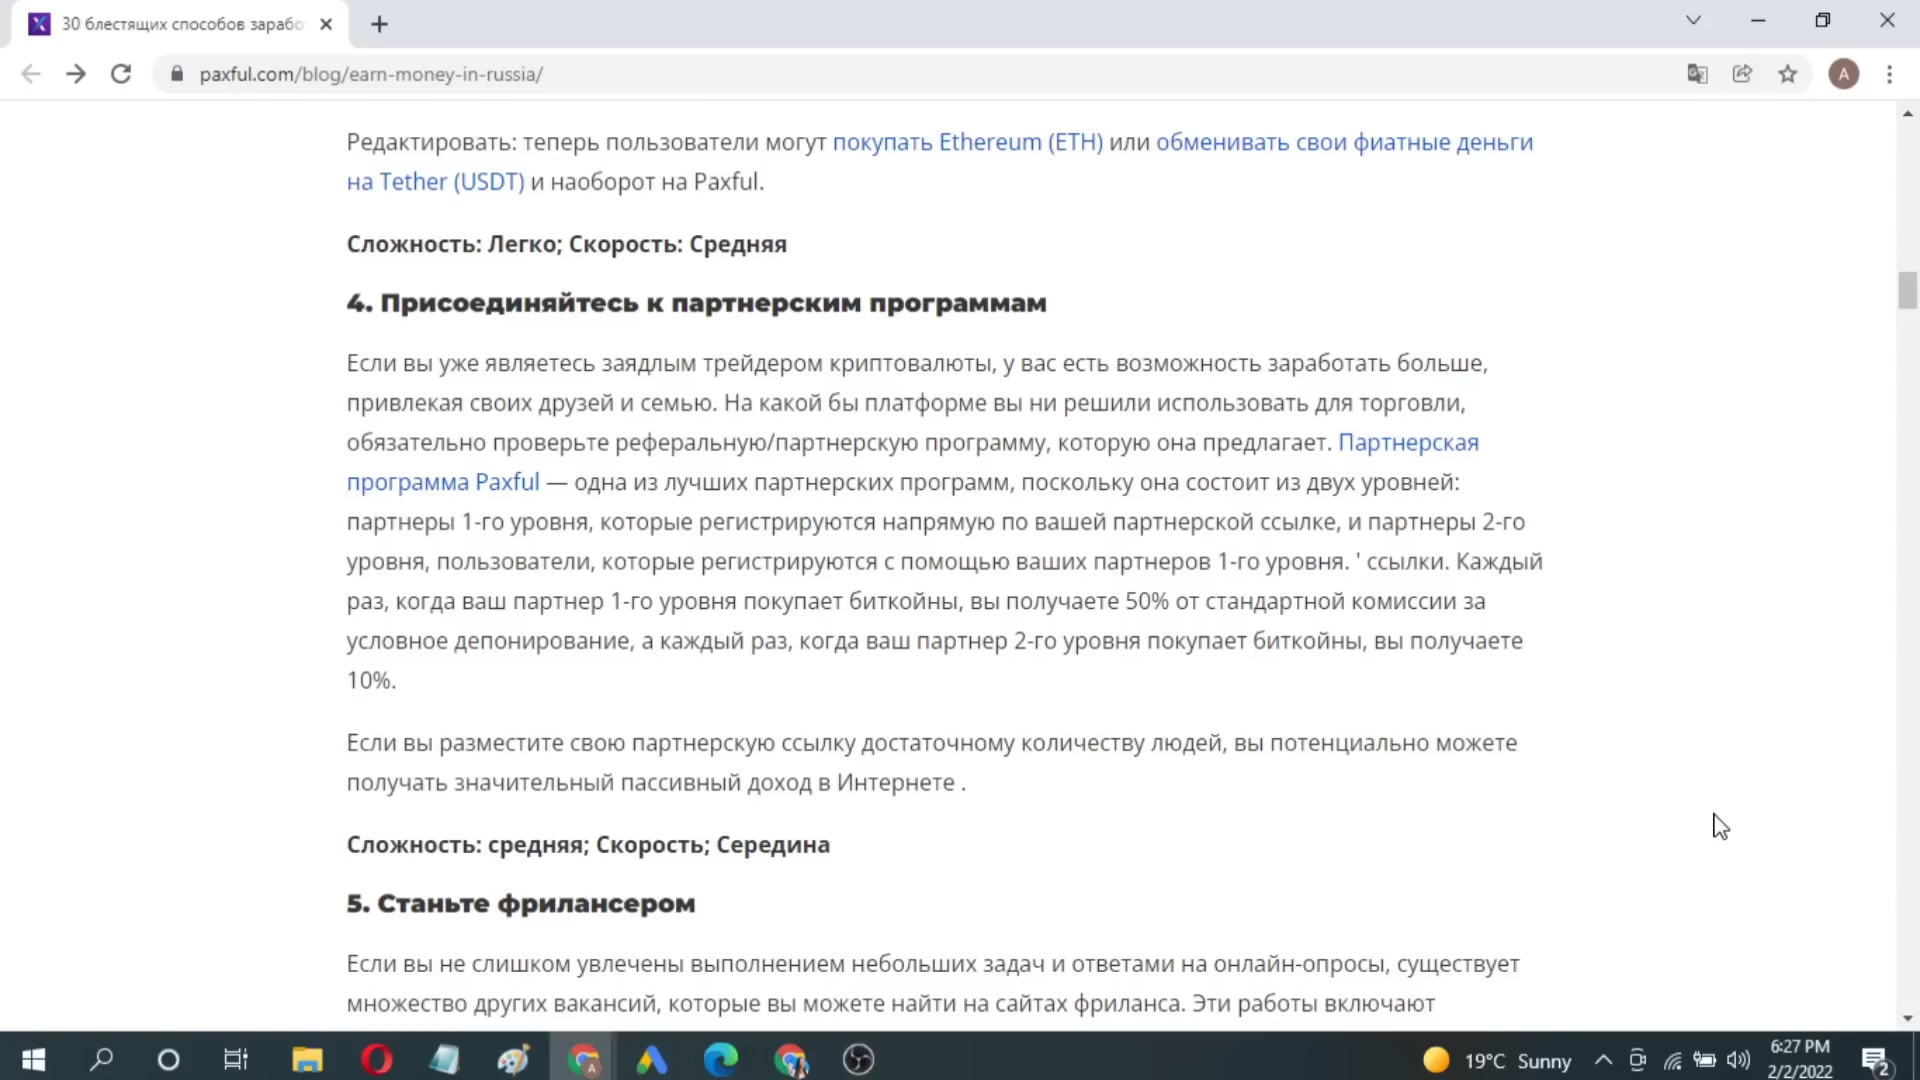 30 блестящих способов зарабо
paxful.com/blog/earn-money-in-russia/
A
Редактировать: теперь пользователи могут покупать Ethereum (ETH) или обменивать свои фиатные деньги
на Tether (USDT) и наоборот на Paxful.
Сложность: Легко; Скорость: Средняя
4. Присоединяйтесь к партнерским программам
Если вы уже являетесь заядлым трейдером криптовалюты, у вас есть возможность заработать больше,
привлекая своих друзей и семью. На какой бы платформе вы ни решили использовать для торговли,
обязательно проверьте реферальную/партнерскую программу, которую она предлагает. Партнерская
программа Paxful — одна из лучших партнерских программ, поскольку она состоит из двух уровней:
партнеры 1-го уровня, которые регистрируются напрямую по вашей партнерской ссылке, и партнеры 2-го
уровня, пользователи, которые регистрируются с помощью ваших партнеров 1-го уровня. ' ссылки. Каждый
раз, когда ваш партнер 1-го уровня покупает биткойны, вы получаете 50% от стандартной комиссии за
условное депонирование, а каждый раз, когда ваш партнер 2-го уровня покупает биткойны, вы получаете
10%.
Если вы разместите свою партнерскую ссылку достаточному количеству людей, вы потенциально можете
получать значительный пассивный доход в Интернете .
Сложность: средняя; Скорость; Середина
5. Станьте фрилансером
Если вы не слишком увлечены выполнением небольших задач и ответами на онлайн-опросы, существует
множество других вакансий, которые вы можете найти на сайтах фриланса. Эти работы включают
19°C Sunny
6:27 PM
2/2/2022
2